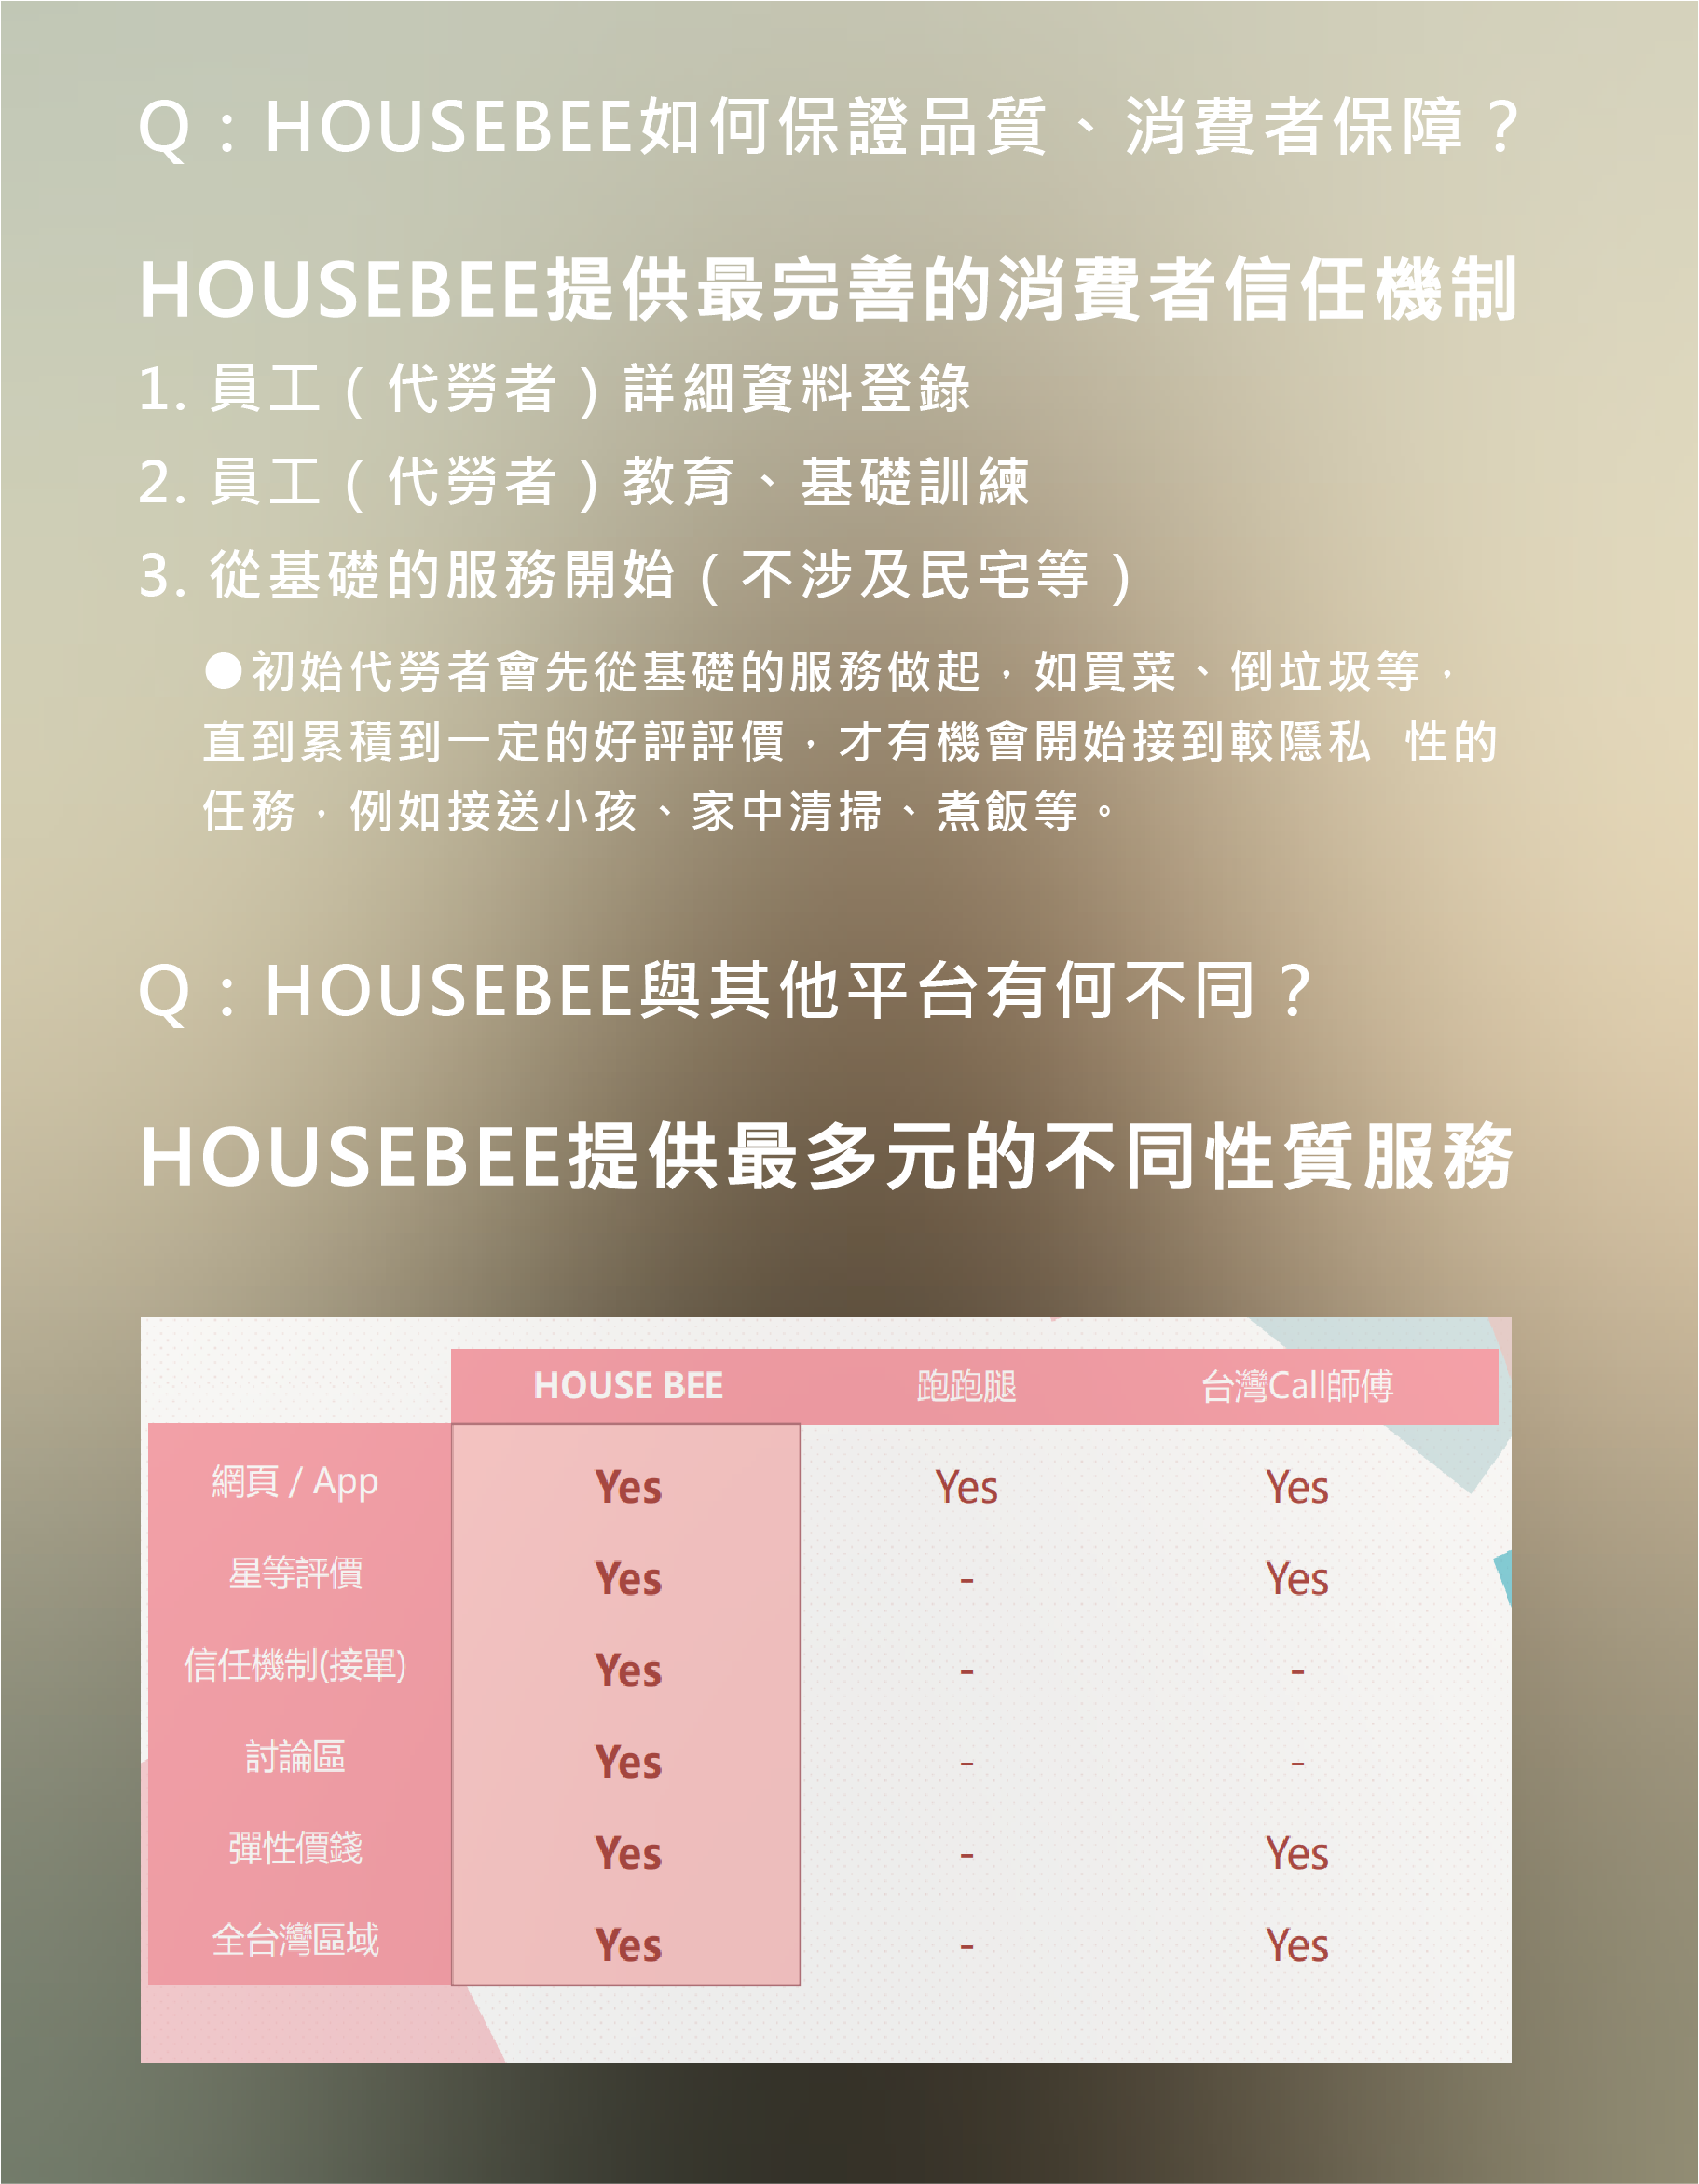 Q：HOUSEBEE如何保證品質、消費者保障？
HOUSEBEE提供最完善的消費者信任機制
1. 員工（代勞者）詳細資料登錄
2. 員工（代勞者）教育、基礎訓練
3. 從基礎的服務開始（不涉及民宅等）
●初始代勞者會先從基礎的服務做起，如買菜、倒垃圾等，
直到累積到一定的好評評價，才有機會開始接到較隱私 性的
任務，例如接送小孩、家中清掃、煮飯等。
Q：HOUSEBEE與其他平台有何不同？
HOUSEBEE提供最多元的不同性質服務
HOUSE BEE 跑跑腿 台灣Call師傅
網頁 / App Yes Yes Yes
星等評價 Yes - Yes
信任機制(接單) Yes - -
討論區 Yes - -
彈性價錢 Yes - Yes
全台灣區域 Yes - Yes